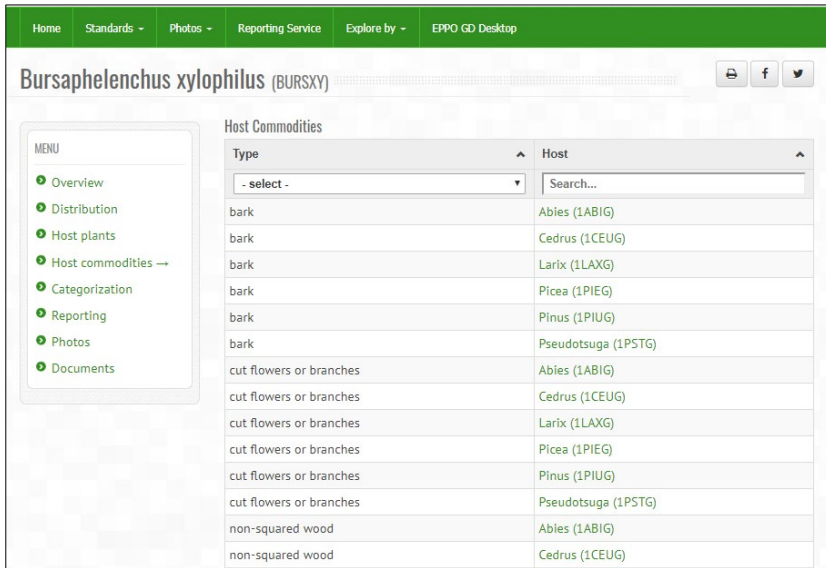 Home Standards Photos Reporting Service Explore by EPPO GD Desktop
Bursaphelenchus xylophilus (BURSXY)
MENU
Overview
Distribution
Host plants
Host commodities →
Categorization
Reporting
Photos
Documents
Host Commodities
Type Host
- select - Search...
bark Abies (1ABIG)
bark Cedrus (1CEUG)
bark Larix (1LAXG)
bark Picea (1PIEG)
bark Pinus (1PIUG)
bark Pseudotsuga (1PSTG)
cut flowers or branches Abies (1ABIG)
cut flowers or branches Cedrus (1CEUG)
cut flowers or branches Larix (1LAXG)
cut flowers or branches Picea (1PIEG)
cut flowers or branches Pinus (1PIUG)
cut flowers or branches Pseudotsuga (1PSTG)
non-squared wood Abies (1ABIG)
non-squared wood Cedrus (1CEUG)